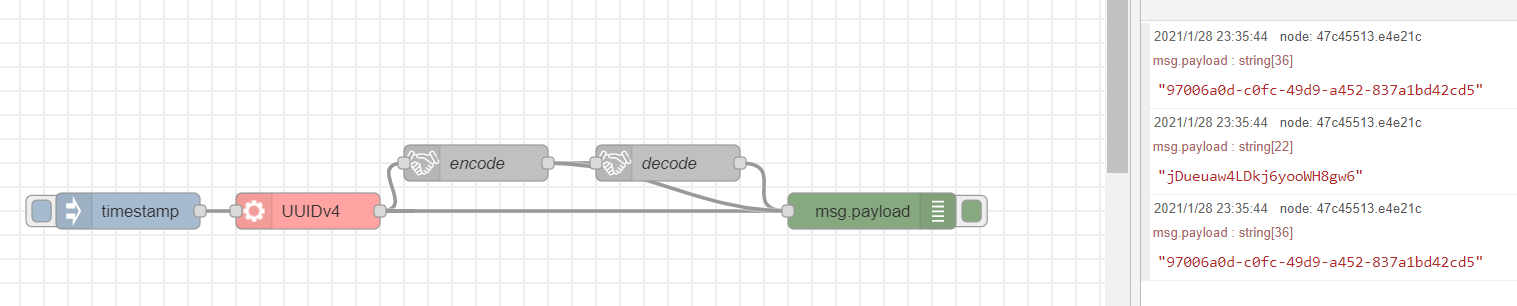 encode
decode
timestamp
UUIDv4
msg.payload
2021/1/28 23:35:44 node: 47c45513.e4e21c
msg.payload : string[36]
"97006a0d-c0fc-49d9-a452-837a1bd42cd5"
2021/1/28 23:35:44 node: 47c45513.e4e21c
msg.payload : string[22]
"jDueuaw4LDkj6yooWH8gw6"
2021/1/28 23:35:44 node: 47c45513.e4e21c
msg.payload : string[36]
"97006a0d-c0fc-49d9-a452-837a1bd42cd5"